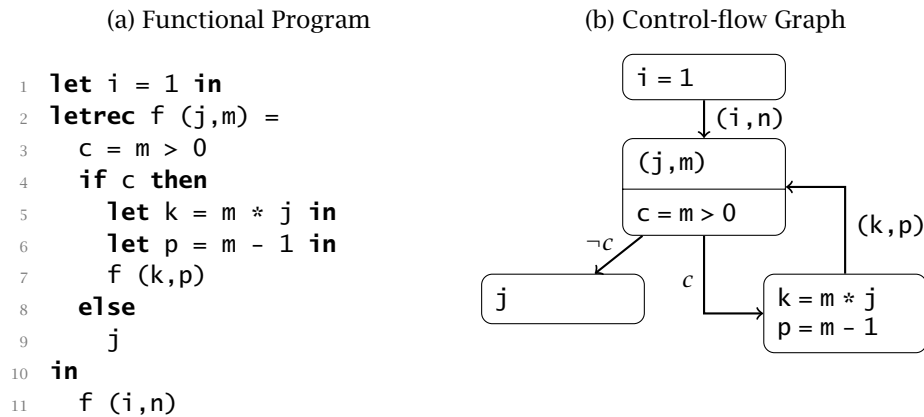 (a) Functional Program
1 let i = 1 in
2 letrec f (j,m) =
3 c = m > 0
4 if c then
5 let k = m * j in
6 let p = m - 1 in
7 f (k,p)
8 else
9 j
10 in
11 f (i,n)
(b) Control-flow Graph
i = 1
(i,n)
(j,m)
c = m > 0
(k,p)
¬c
c
j
k = m * j
p = m - 1